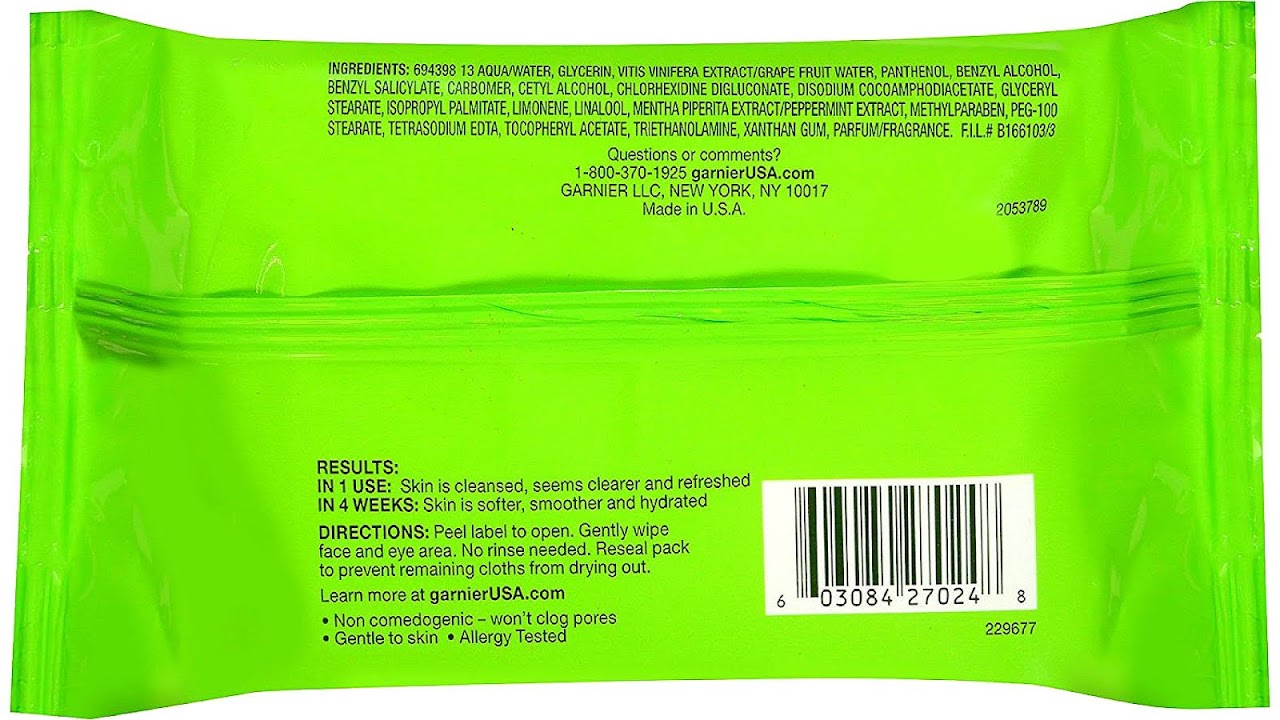 INGREDIENTS: 694398 13 AQUA/WATER, GLYCERIN, VITIS VINIFERA EXTRACT/GRAPE FRUIT WATER, PANTHENOL, BENZYL ALCOHOL,
BENZYL SALICYLATE, CARBOMER, CETYL ALCOHOL, CHLORHEXIDINE DIGLUCONATE, DISODIUM COCOAMPHODIACETATE, GLYCERYL
STEARATE, ISOPROPYL PALMITATE, LIMONENE, LINALOOL, MENTHA PIPERITA EXTRACT/PEPPERMINT EXTRACT, METHYLPARABEN, PEG-100
STEARATE, TETRASODIUM EDTA, TOCOPHERYL ACETATE, TRIETHANOLAMINE, XANTHAN GUM, PARFUM/FRAGRANCE. F.I.L.# B166103/3
Questions or comments?
1-800-370-1925 garnierUSA.com
GARNIER LLC, NEW YORK, NY 10017
Made in U.S.A.
2053789
RESULTS:
IN 1 USE: Skin is cleansed, seems clearer and refreshed
IN 4 WEEKS: Skin is softer, smoother and hydrated
DIRECTIONS: Peel label to open. Gently wipe
face and eye area. No rinse needed. Reseal pack
to prevent remaining cloths from drying out.
Learn more at garnierUSA.com
• Non comedogenic – won't clog pores
• Gentle to skin • Allergy Tested
6 03084 27024 8
229677